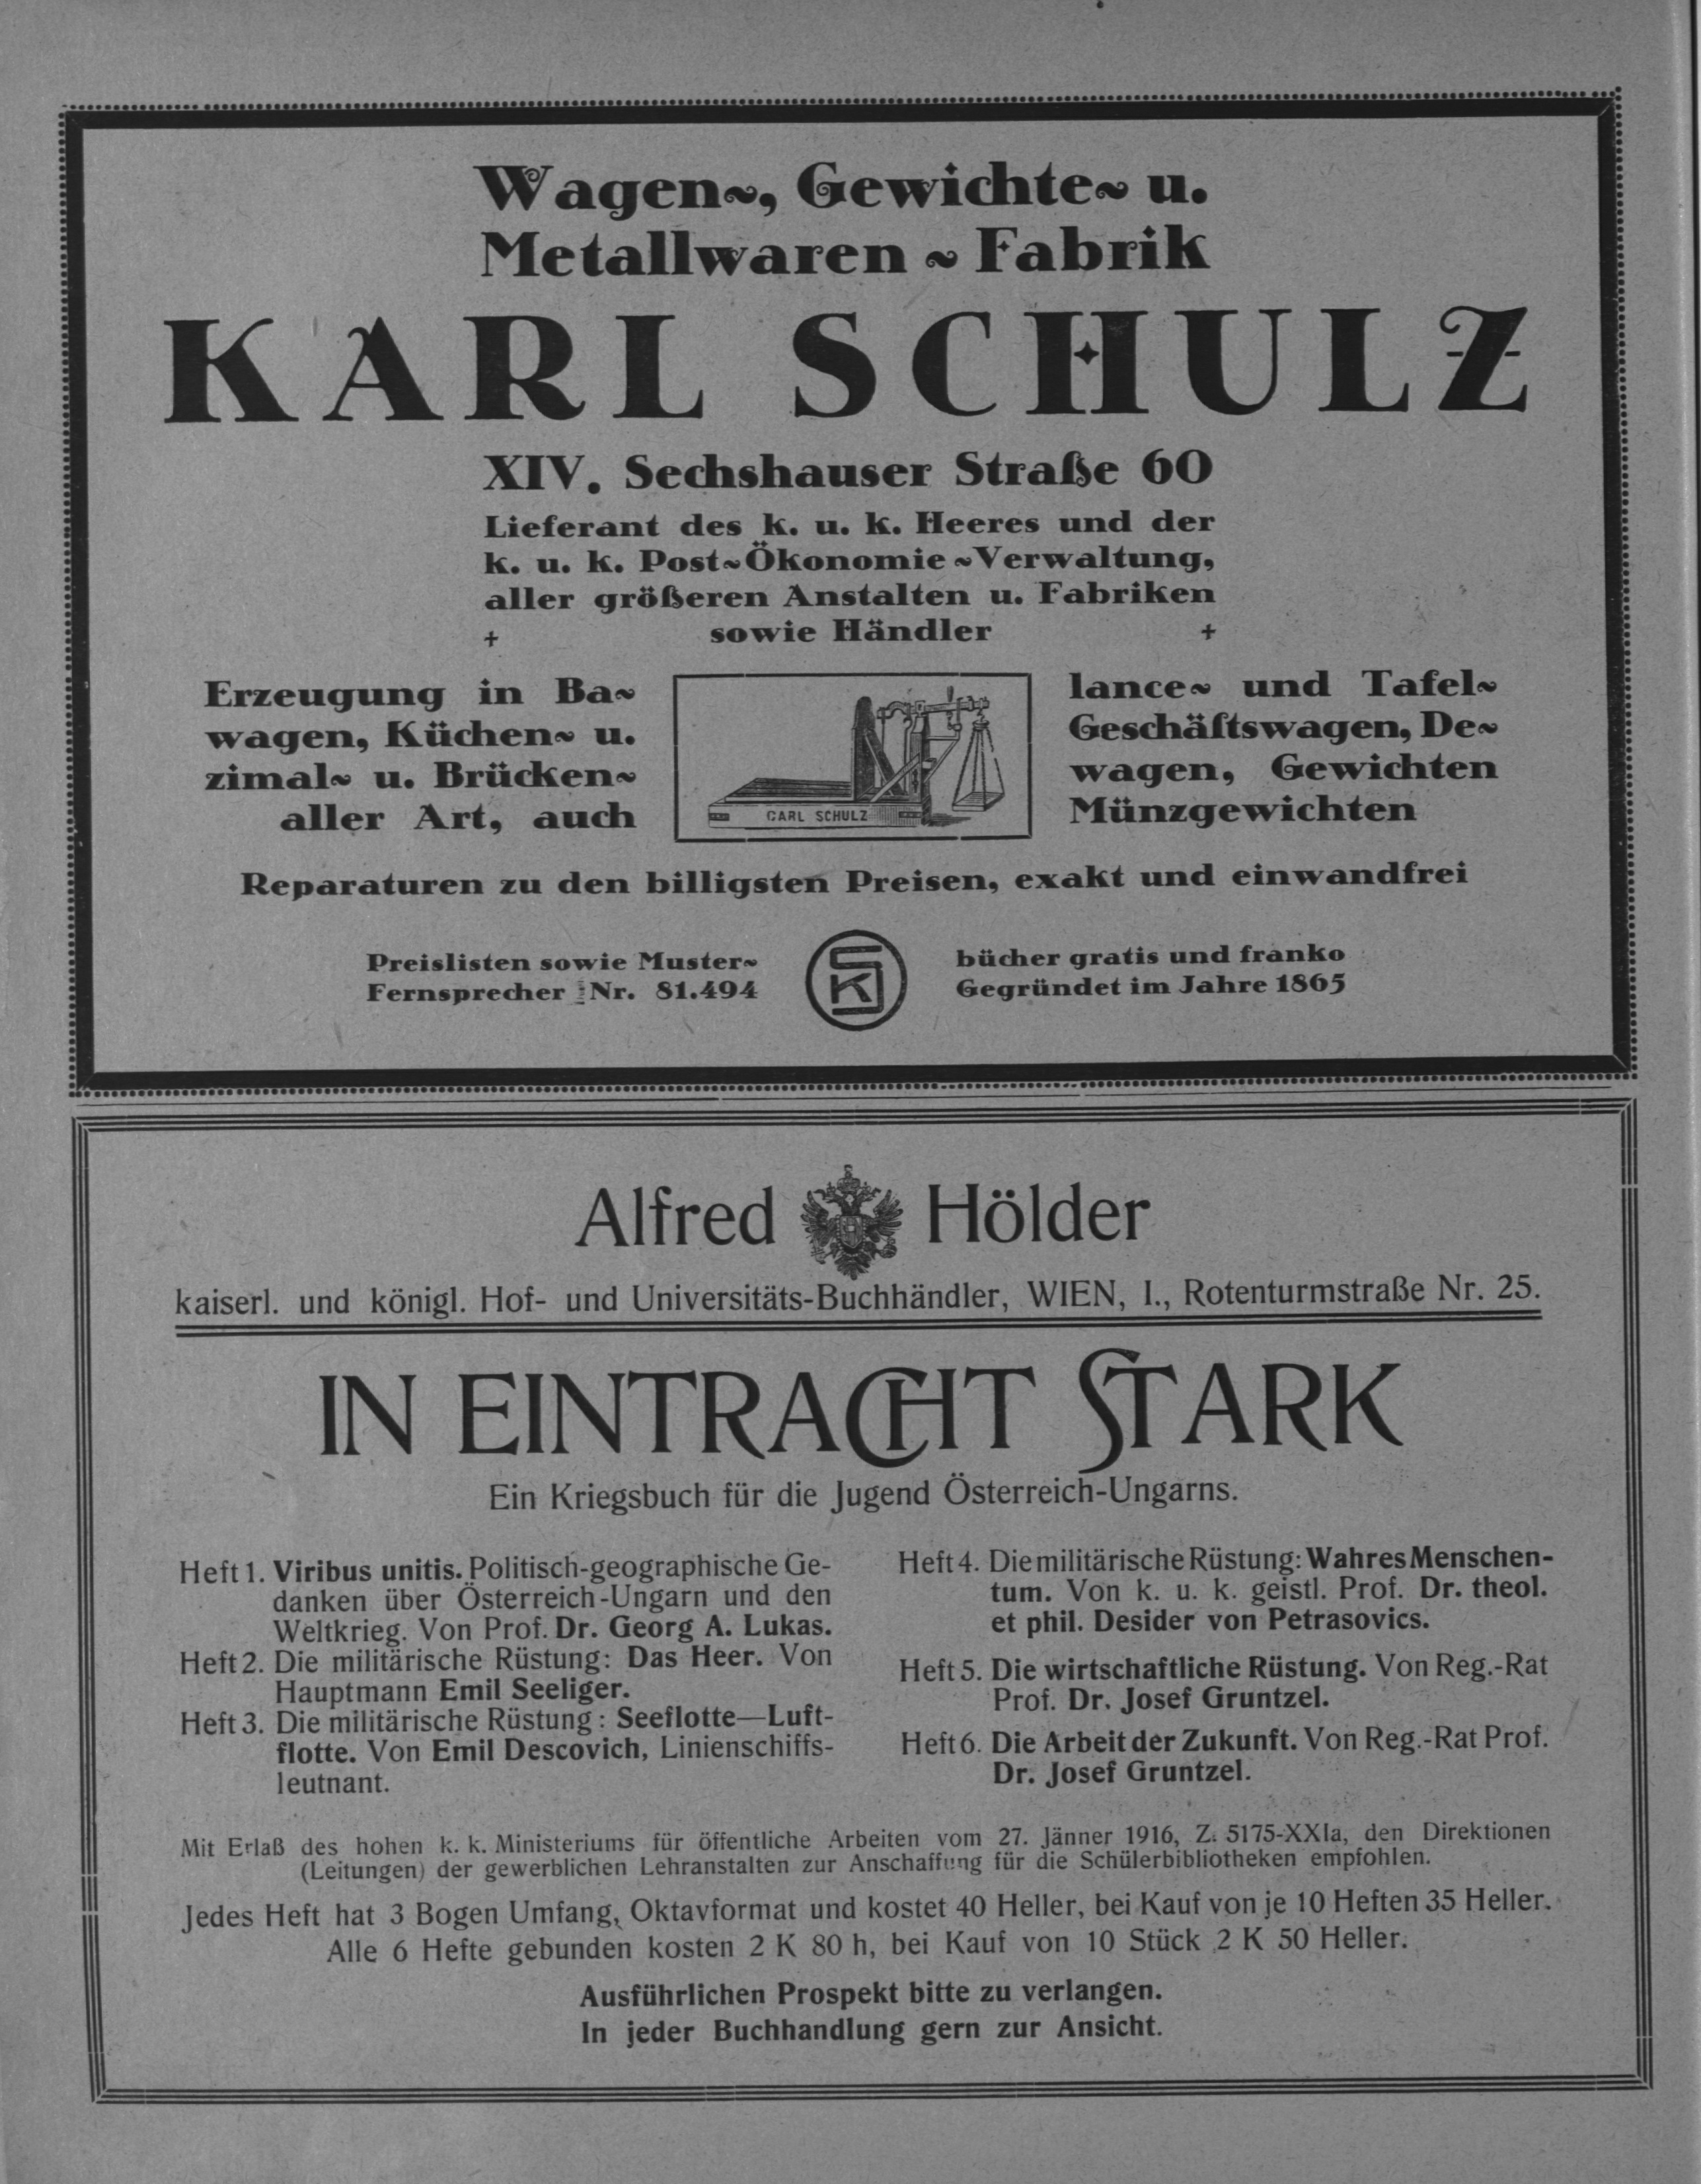 Wagen-, Gewichte- u.
Metallwaren-Fabrik
KARL SCHULZ
XIV. Sechshauser Straße 60
Lieferant des k. u. k. Heeres und der
k. u. k. Post-Ökonomie-Verwaltung,
aller größeren Anstalten u. Fabriken
+ sowie Händler +
Erzeugung in Ba- lance- und Tafel-
wagen, Küchen- u. Geschäftswagen, De-
zimal- u. Brücken- wagen, Gewichten
aller Art, auch Münzgewichten
CARL SCHULZ
Reparaturen zu den billigsten Preisen, exakt und einwandfrei
Preislisten sowie Muster- bücher gratis und franko
Fernsprecher Nr. 81.494 Gegründet im Jahre 1865
SK
Alfred Hölder
kaiserl. und königl. Hof- und Universitäts-Buchhändler, WIEN, I., Rotenturmstraße Nr. 25.
IN EINTRACHT STARK
Ein Kriegsbuch für die Jugend Österreich-Ungarns.
Heft 1. Viribus unitis. Politisch-geographische Ge-
danken über Österreich-Ungarn und den
Weltkrieg. Von Prof. Dr. Georg A. Lukas.
Heft 2. Die militärische Rüstung: Das Heer. Von
Hauptmann Emil Seeliger.
Heft 3. Die militärische Rüstung: Seeflotte—Luft-
flotte. Von Emil Descovich, Linienschiffs-
leutnant.
Heft 4. Die militärische Rüstung: Wahres Menschen-
tum. Von k. u. k. geistl. Prof. Dr. theol.
et phil. Desider von Petrasovics.
Heft 5. Die wirtschaftliche Rüstung. Von Reg.-Rat
Prof. Dr. Josef Gruntzel.
Heft 6. Die Arbeit der Zukunft. Von Reg.-Rat Prof.
Dr. Josef Gruntzel.
Mit Erlaß des hohen k. k. Ministeriums für öffentliche Arbeiten vom 27. Jänner 1916, Z. 5175-XXIa, den Direktionen
(Leitungen) der gewerblichen Lehranstalten zur Anschaffung für die Schülerbibliotheken empfohlen.
Jedes Heft hat 3 Bogen Umfang, Oktavformat und kostet 40 Heller, bei Kauf von je 10 Heften 35 Heller.
Alle 6 Hefte gebunden kosten 2 K 80 h, bei Kauf von 10 Stück 2 K 50 Heller.
Ausführlichen Prospekt bitte zu verlangen.
In jeder Buchhandlung gern zur Ansicht.